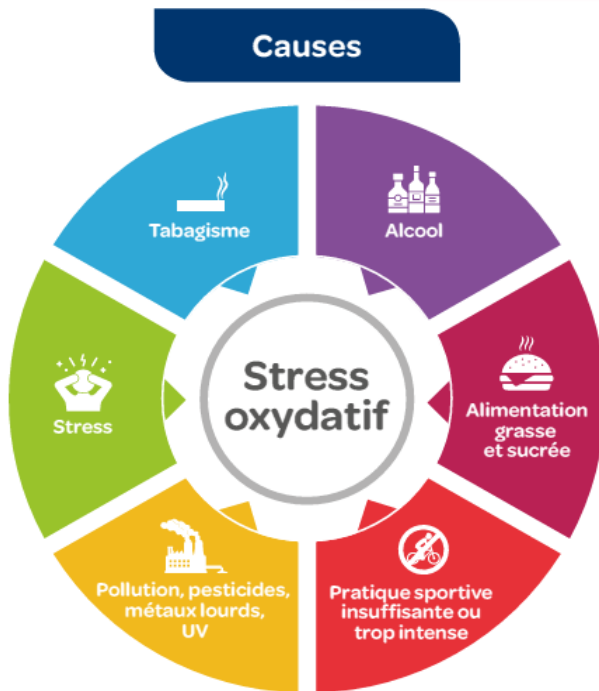 Causes
Tabagisme
Alcool
Stress
oxydatif
Stress
Alimentation
grasse
et sucrée
Pollution, pesticides,
métaux lourds,
UV
Pratique sportive
insuffisante ou
trop intense